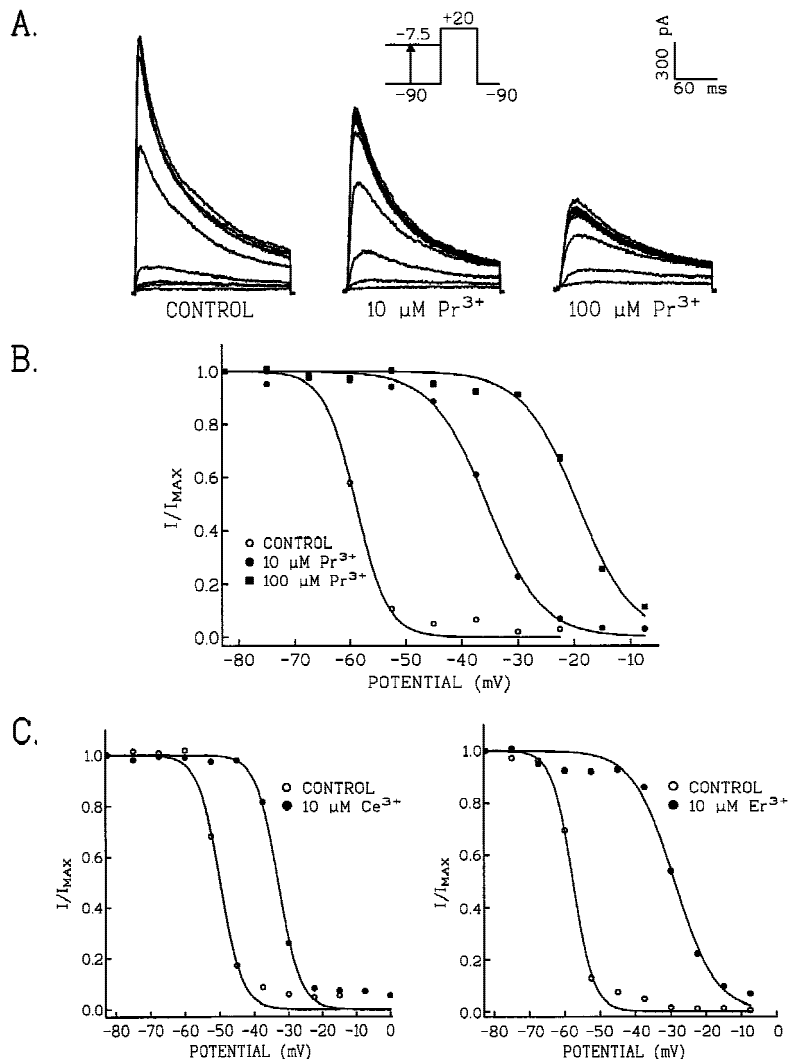 A.
+20
-7.5
-90
-90
300 pA
60 ms
CONTROL
10 µM Pr³⁺
100 µM Pr³⁺
B.
1.0
0.8
0.6
0.4
0.2
0.0
I/I_MAX
CONTROL
10 µM Pr³⁺
100 µM Pr³⁺
-80 -70 -60 -50 -40 -30 -20 -10
POTENTIAL (mV)
C.
1.0
0.8
0.6
0.4
0.2
0.0
I/I_MAX
CONTROL
10 µM Ce³⁺
-80 -70 -60 -50 -40 -30 -20 -10 0
POTENTIAL (mV)
1.0
0.8
0.6
0.4
0.2
0.0
I/I_MAX
CONTROL
10 µM Er³⁺
-80 -70 -60 -50 -40 -30 -20 -10 0
POTENTIAL (mV)